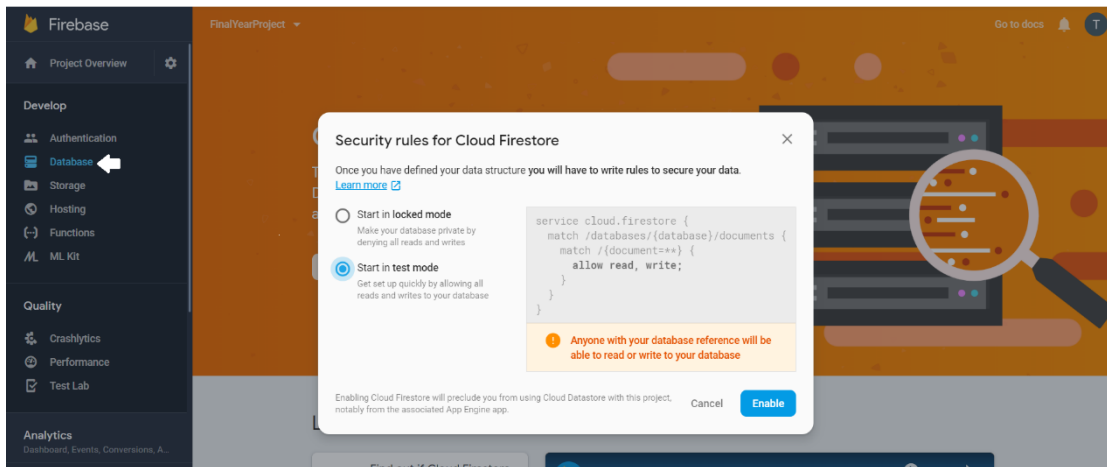 Firebase
FinalYearProject
Go to docs
T
Project Overview
Develop
Authentication
Database
Storage
Hosting
Functions
ML Kit
Quality
Crashlytics
Performance
Test Lab
Analytics
Dashboard, Events, Conversions, A...
Security rules for Cloud Firestore
Once you have defined your data structure you will have to write rules to secure your data.
Learn more
Start in locked mode
Make your database private by
denying all reads and writes
Start in test mode
Get set up quickly by allowing all
reads and writes to your database
service cloud.firestore {
match /databases/{database}/documents {
match /{document=**} {
allow read, write;
}
}
}
Anyone with your database reference will be
able to read or write to your database
Enabling Cloud Firestore will preclude you from using Cloud Datastore with this project,
notably from the associated App Engine app.
Cancel
Enable